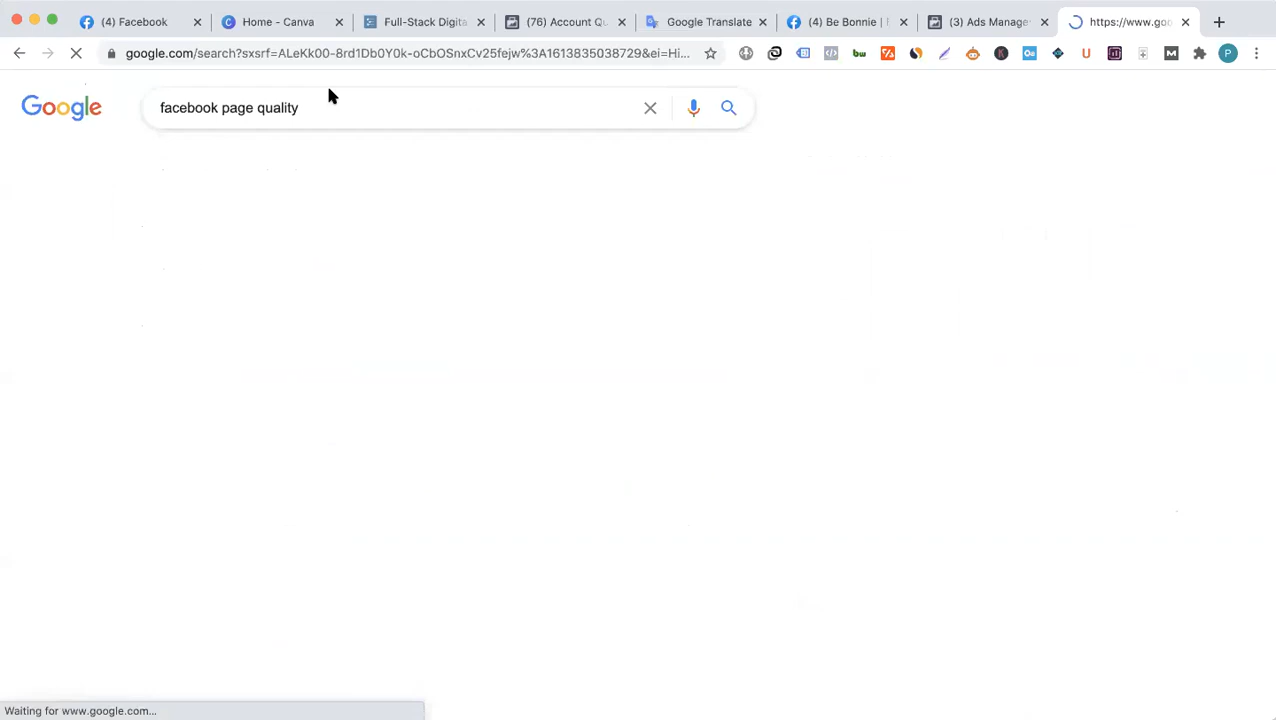 (4) Facebook
Home - Canva
Full-Stack Digita
(76) Account Qu
Google Translate
(4) Be Bonnie |
(3) Ads Manage
https://www.goo
google.com/search?sxsrf=ALeKk00-8rd1Db0Y0k-oCbOSnxCv25fejw%3A1613835038729&ei=Hi...
P
Google
facebook page quality
Waiting for www.google.com...